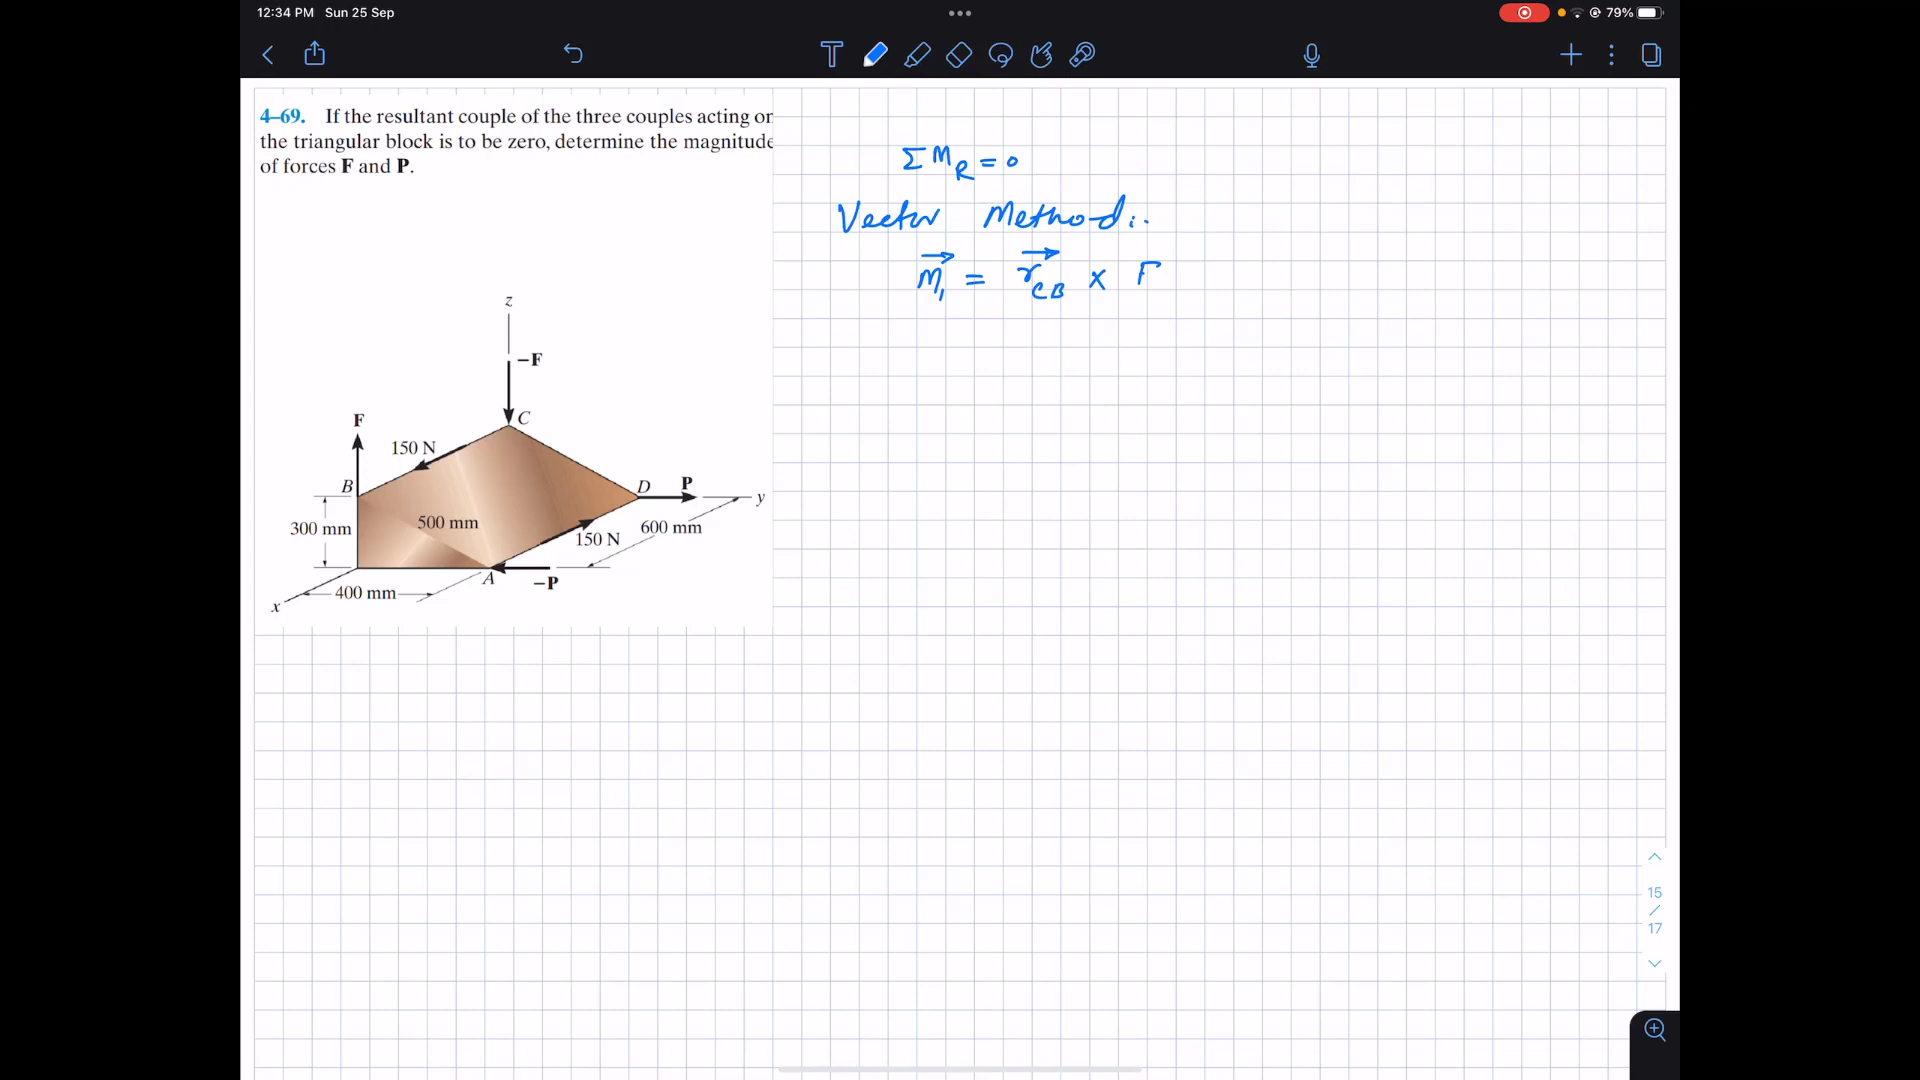 12:34 PM Sun 25 Sep
79%
4–69. If the resultant couple of the three couples acting on
the triangular block is to be zero, determine the magnitude
of forces F and P.
ΣM_R = 0
Vector Method:.
M₁ = r_CB × F
z
−F
C
F
150 N
B
D
P
y
300 mm
500 mm
600 mm
150 N
A
−P
400 mm
x
15
/
17